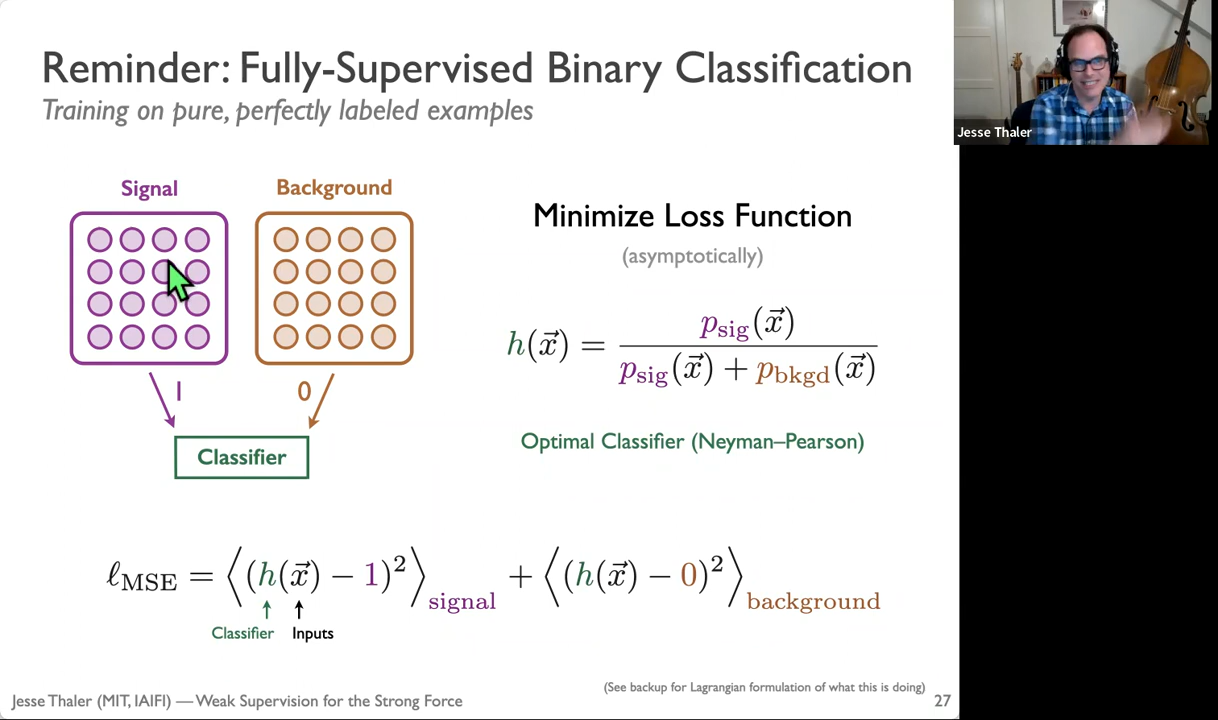 Reminder: Fully-Supervised Binary Classification
Training on pure, perfectly labeled examples
Jesse Thaler
Signal
Background
1
0
Classifier
Minimize Loss Function
(asymptotically)
h(x⃗) = p_sig(x⃗) / (p_sig(x⃗) + p_bkgd(x⃗))
Optimal Classifier (Neyman–Pearson)
ℓ_MSE = ⟨(h(x⃗) − 1)²⟩_signal + ⟨(h(x⃗) − 0)²⟩_background
Classifier
Inputs
(See backup for Lagrangian formulation of what this is doing)
Jesse Thaler (MIT, IAIFI) — Weak Supervision for the Strong Force
27